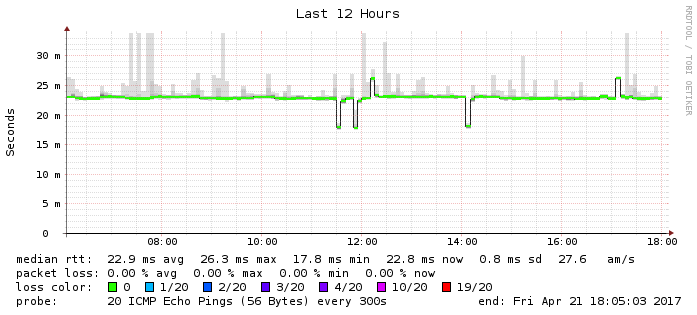 Last 12 Hours
RRDTOOL / TOBI OETIKER
Seconds
30 m
25 m
20 m
15 m
10 m
5 m
0
08:00 10:00 12:00 14:00 16:00 18:00
median rtt: 22.9 ms avg 26.3 ms max 17.8 ms min 22.8 ms now 0.8 ms sd 27.6 am/s
packet loss: 0.00 % avg 0.00 % max 0.00 % min 0.00 % now
loss color: 0 1/20 2/20 3/20 4/20 10/20 19/20
probe: 20 ICMP Echo Pings (56 Bytes) every 300s end: Fri Apr 21 18:05:03 2017